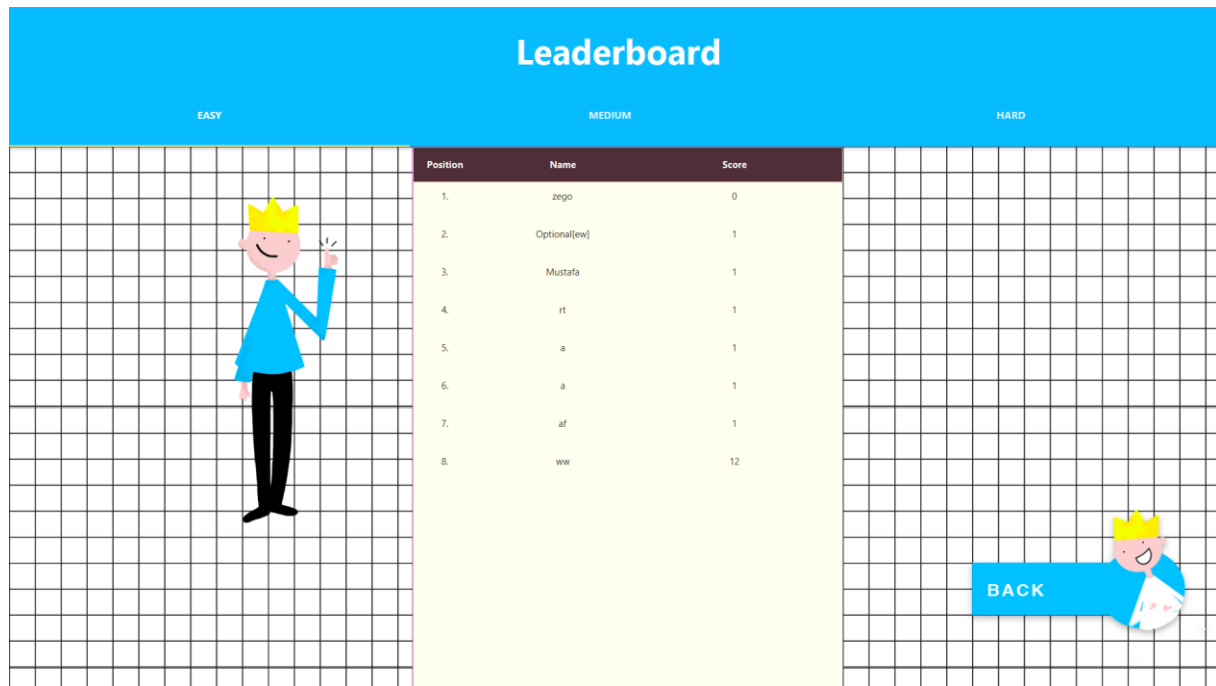 Leaderboard
EASY MEDIUM HARD
Position Name Score
1. zego 0
2. Optional[ew] 1
3. Mustafa 1
4. rt 1
5. a 1
6. a 1
7. af 1
8. ww 12
BACK